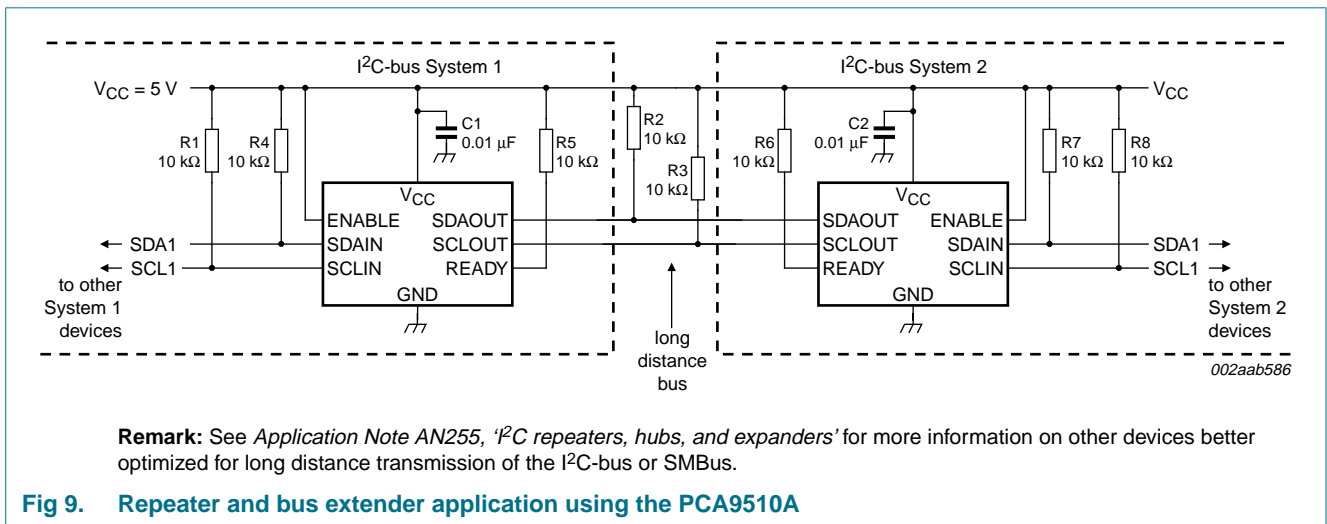 I²C-bus System 1
I²C-bus System 2
VCC = 5 V
VCC
R1
10 kΩ
R4
10 kΩ
C1
0.01 μF
R5
10 kΩ
R2
10 kΩ
R3
10 kΩ
R6
10 kΩ
C2
0.01 μF
R7
10 kΩ
R8
10 kΩ
VCC
ENABLE SDAOUT
SDAIN SCLOUT
SCLIN READY
GND
VCC
SDAOUT ENABLE
SCLOUT SDAIN
READY SCLIN
GND
SDA1
SCL1
to other
System 1
devices
long
distance
bus
SDA1
SCL1
to other
System 2
devices
002aab586
Remark: See Application Note AN255, ‘I²C repeaters, hubs, and expanders’ for more information on other devices better
optimized for long distance transmission of the I²C-bus or SMBus.
Fig 9. Repeater and bus extender application using the PCA9510A